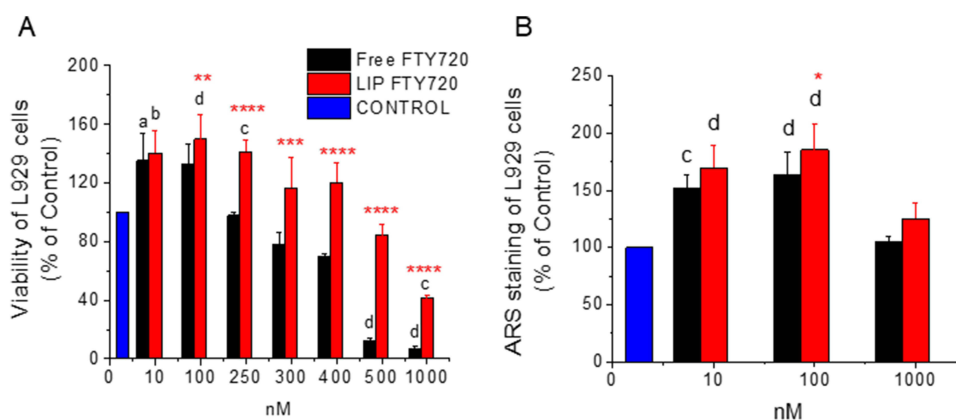 A
Free FTY720
LIP FTY720
CONTROL
Viability of L929 cells
(% of Control)
200
160
120
80
40
0
a b
** d
**** c
***
****
**** d
**** d c
0 10 100 250 300 400 500 1000
nM
B
ARS staining of L929 cells
(% of Control)
250
200
150
100
50
0
c d
* d d
0 10 100 1000
nM